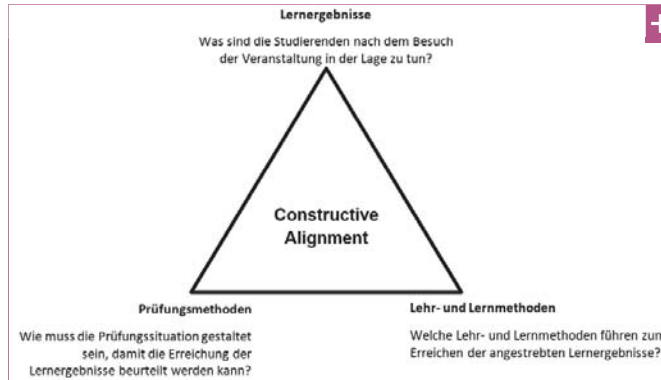 Lernergebnisse
Was sind die Studierenden nach dem Besuch
der Veranstaltung in der Lage zu tun?
Constructive
Alignment
Prüfungsmethoden
Wie muss die Prüfungssituation gestaltet
sein, damit die Erreichung der
Lernergebnisse beurteilt werden kann?
Lehr- und Lernmethoden
Welche Lehr- und Lernmethoden führen zum
Erreichen der angestrebten Lernergebnisse?